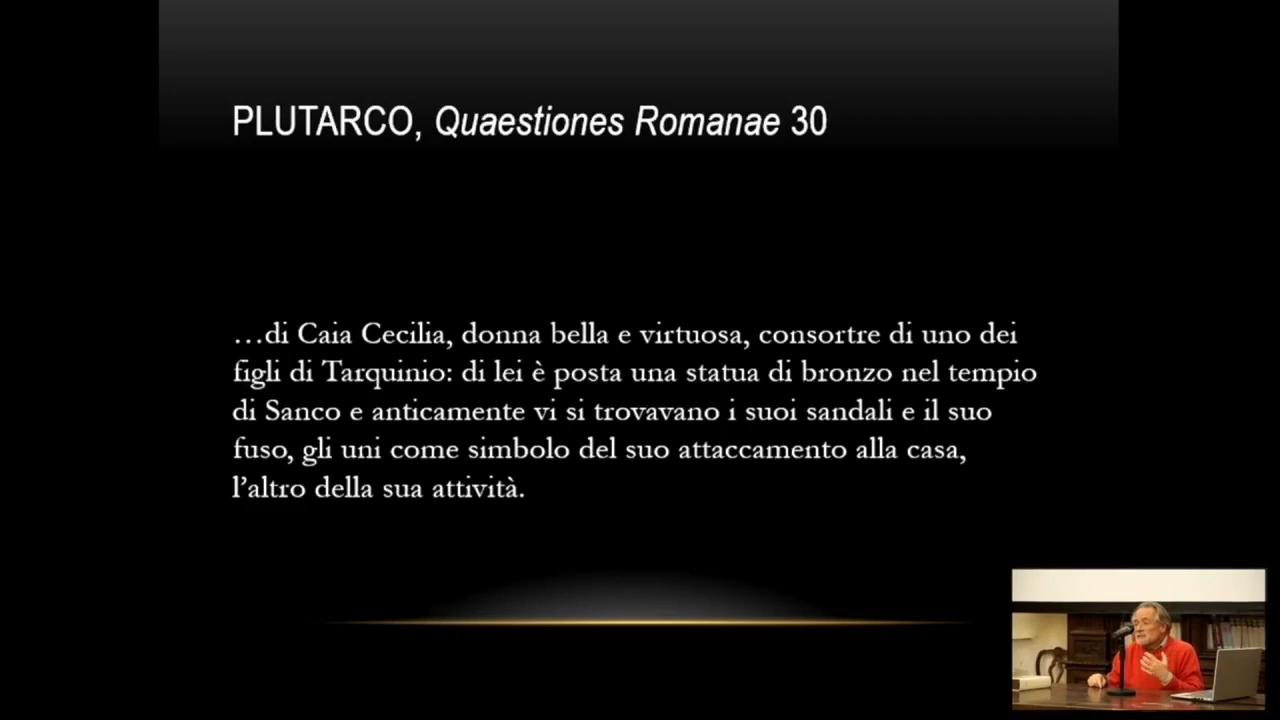 PLUTARCO, Quaestiones Romanae 30
…di Caia Cecilia, donna bella e virtuosa, consortre di uno dei
figli di Tarquinio: di lei è posta una statua di bronzo nel tempio
di Sanco e anticamente vi si trovavano i suoi sandali e il suo
fuso, gli uni come simbolo del suo attaccamento alla casa,
l’altro della sua attività.